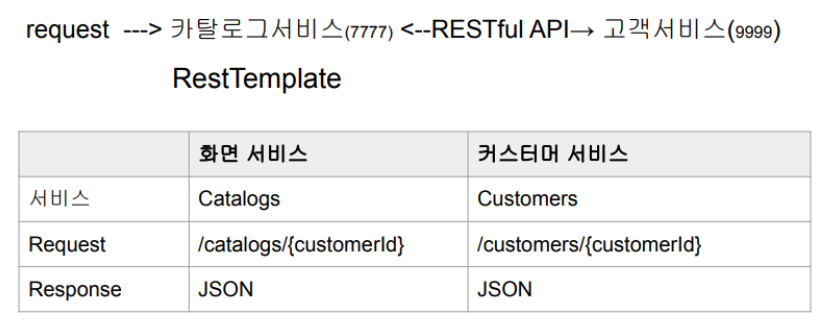 request ---> 카탈로그서비스(7777) <--RESTful API→ 고객서비스(9999)
RestTemplate
화면 서비스 커스터머 서비스
서비스 Catalogs Customers
Request /catalogs/{customerId} /customers/{customerId}
Response JSON JSON